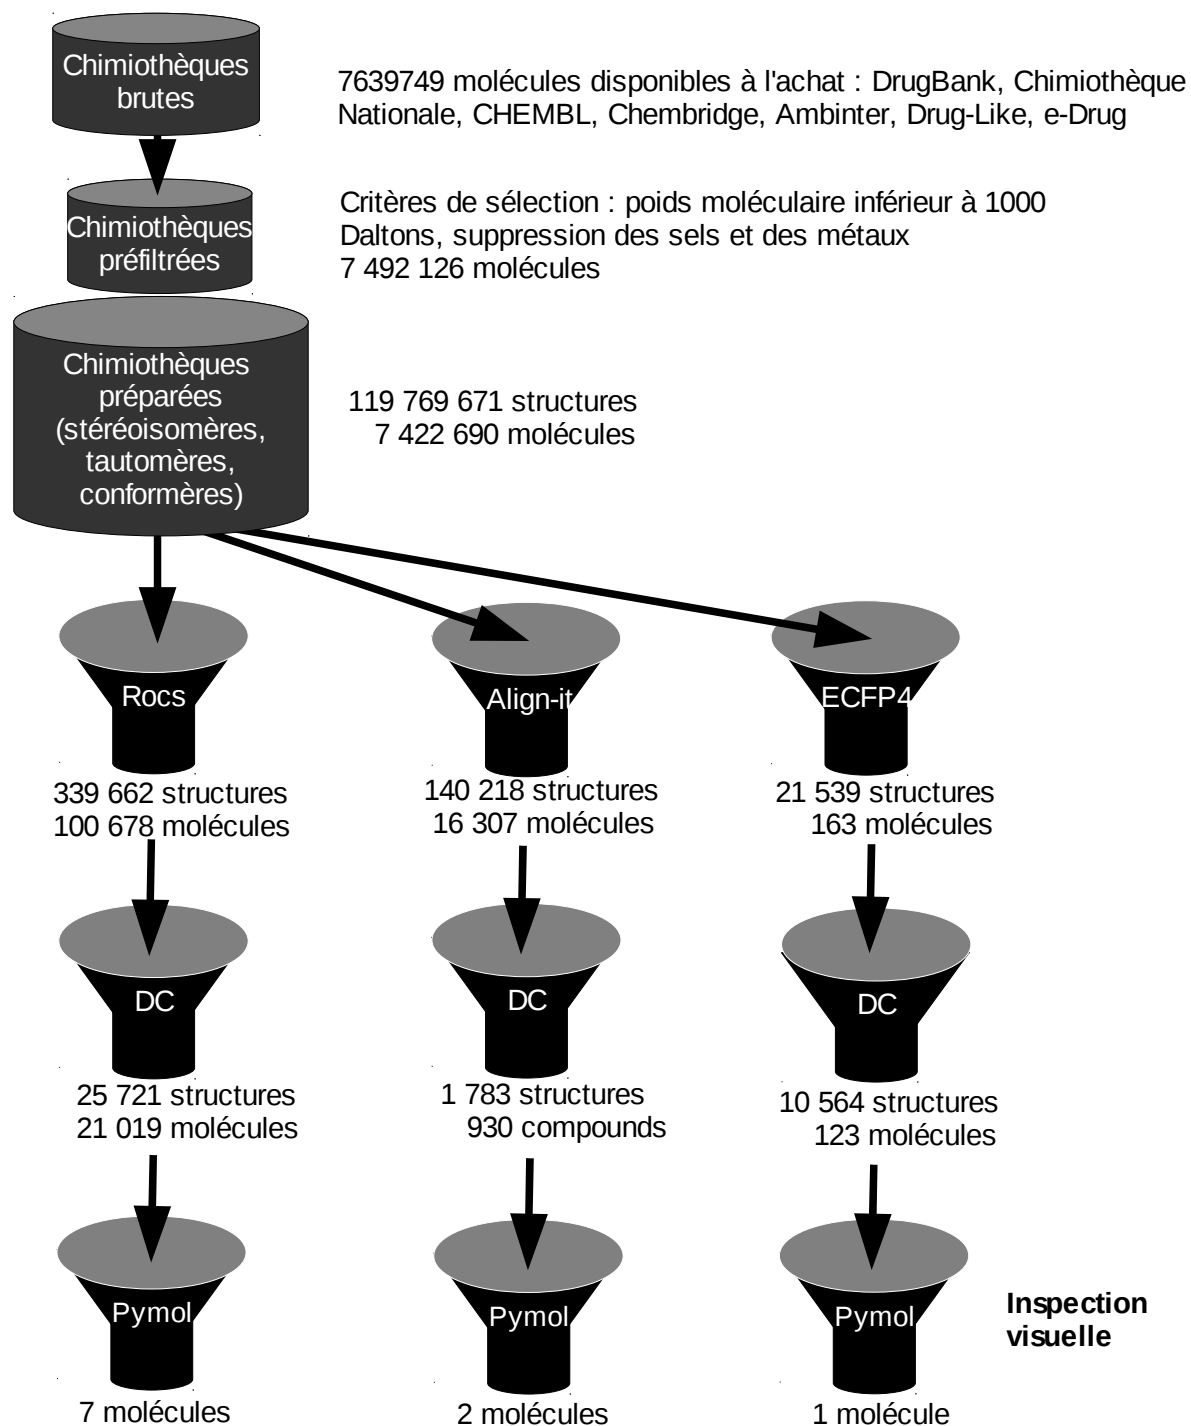 Chimiothèques
brutes
7639749 molécules disponibles à l'achat : DrugBank, Chimiothèque
Nationale, CHEMBL, Chembridge, Ambinter, Drug-Like, e-Drug
Chimiothèques
préfiltrées
Critères de sélection : poids moléculaire inférieur à 1000
Daltons, suppression des sels et des métaux
7 492 126 molécules
Chimiothèques
préparées
(stéréoisomères,
tautomères,
conformères)
119 769 671 structures
7 422 690 molécules
Rocs
Align-it
ECFP4
339 662 structures
100 678 molécules
140 218 structures
16 307 molécules
21 539 structures
163 molécules
DC
DC
DC
25 721 structures
21 019 molécules
1 783 structures
930 compounds
10 564 structures
123 molécules
Pymol
Pymol
Pymol
Inspection
visuelle
7 molécules
2 molécules
1 molécule